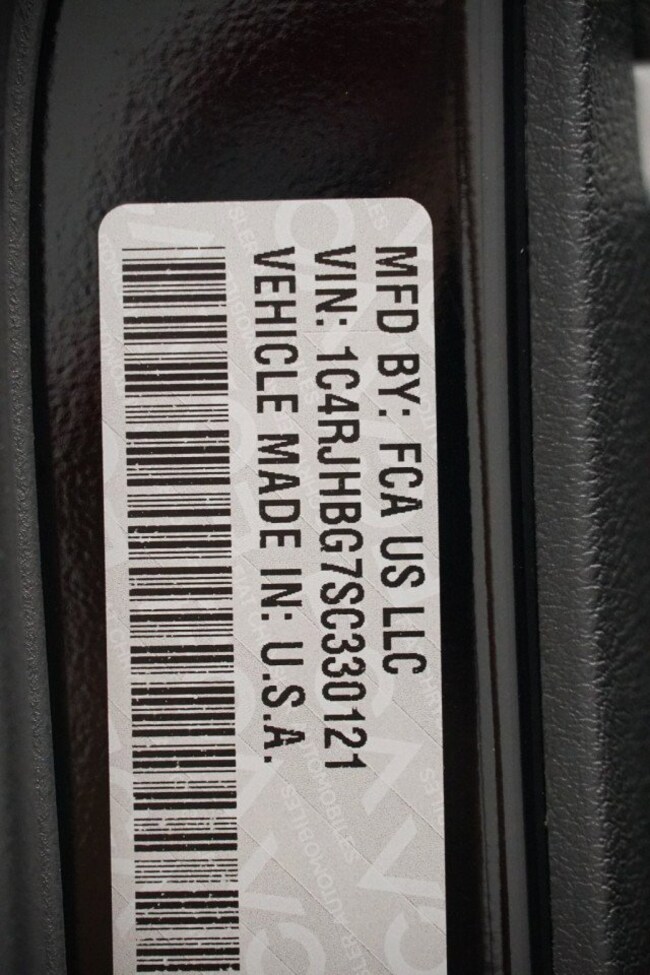 MFD BY: FCA US LLC
VIN: 1C4RJHBG7SC330121
VEHICLE MADE IN: U.S.A.